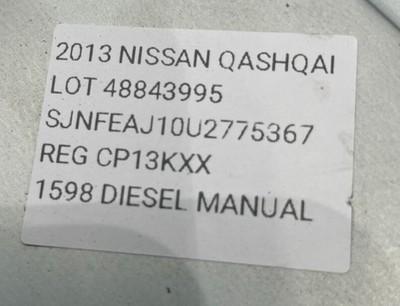 2013 NISSAN QASHQAI
LOT 48843995
SJNFEAJ10U2775367
REG CP13KXX
1598 DIESEL MANUAL